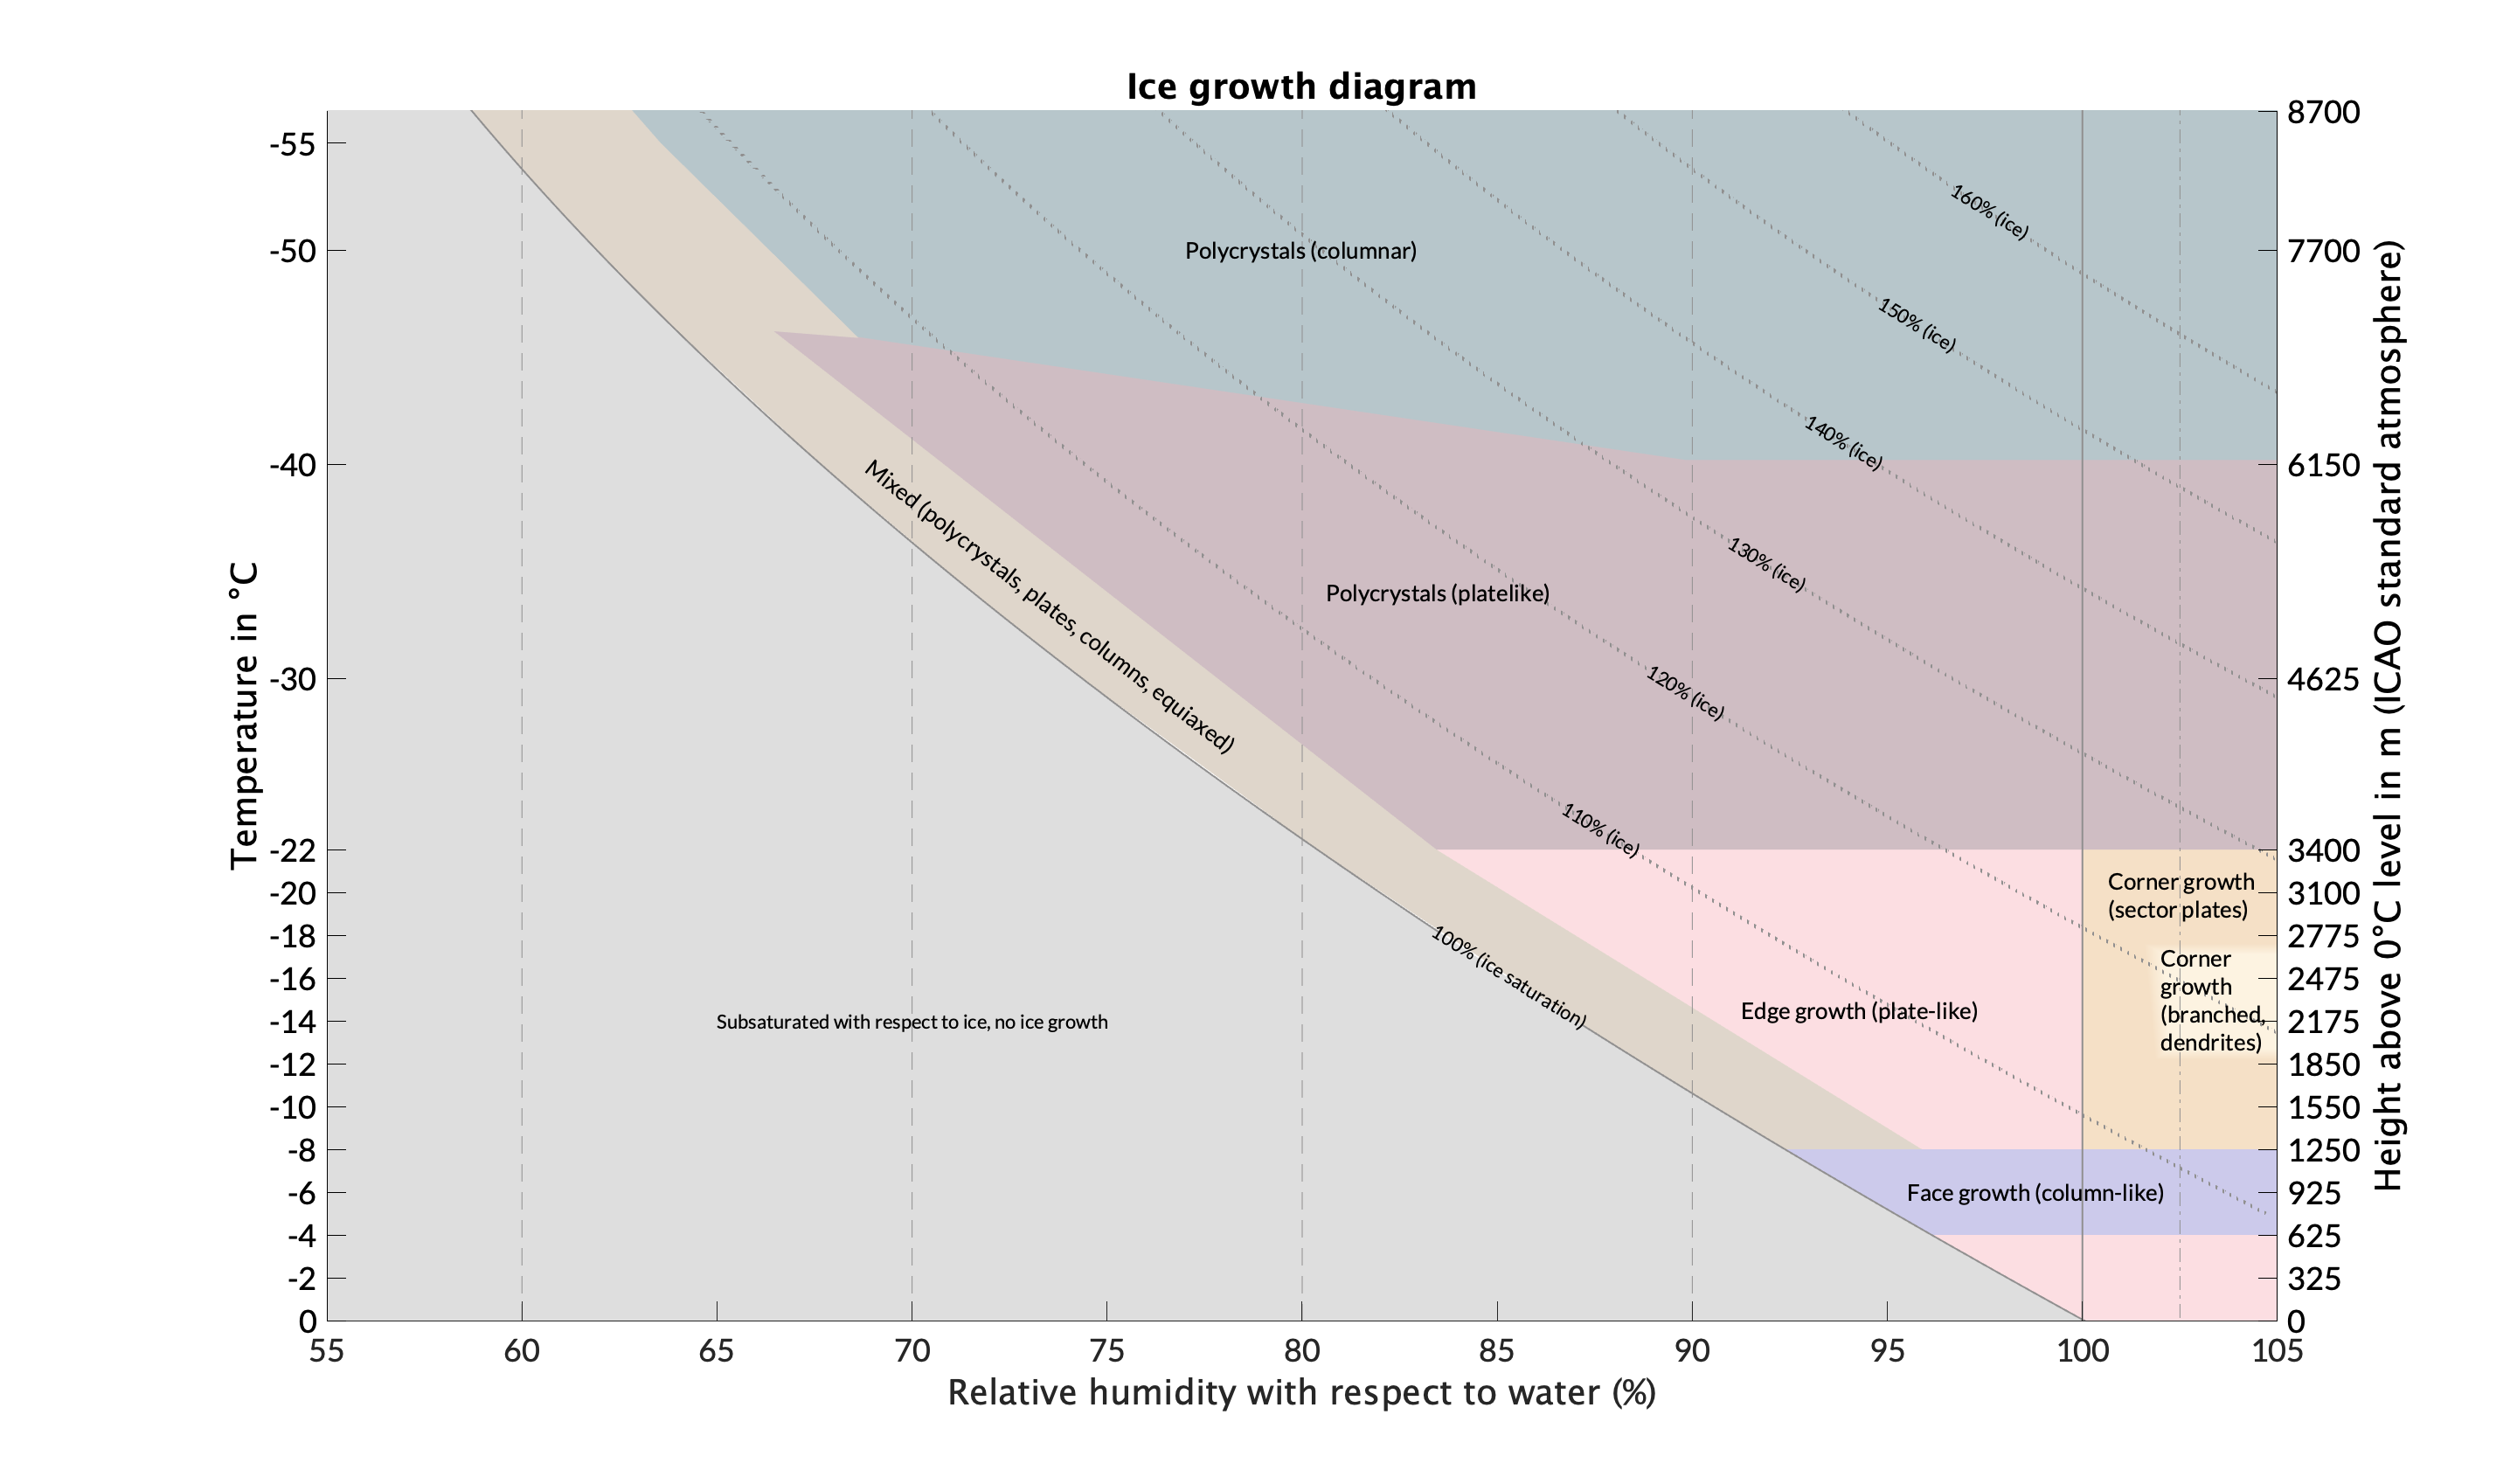 Ice growth diagram
Temperature in °C
-55
-50
-40
-30
-22
-20
-18
-16
-14
-12
-10
-8
-6
-4
-2
0
8700
7700
6150
4625
3400
3100
2775
2475
2175
1850
1550
1250
925
625
325
0
Height above 0°C level in m (ICAO standard atmosphere)
160% (ice)
Polycrystals (columnar)
150% (ice)
140% (ice)
Mixed (polycrystals, plates, columns, equiaxed)
130% (ice)
Polycrystals (platelike)
120% (ice)
110% (ice)
Corner growth
(sector plates)
100% (ice saturation)
Corner
growth
(branched,
dendrites)
Edge growth (plate-like)
Subsaturated with respect to ice, no ice growth
Face growth (column-like)
55 60 65 70 75 80 85 90 95 100 105
Relative humidity with respect to water (%)